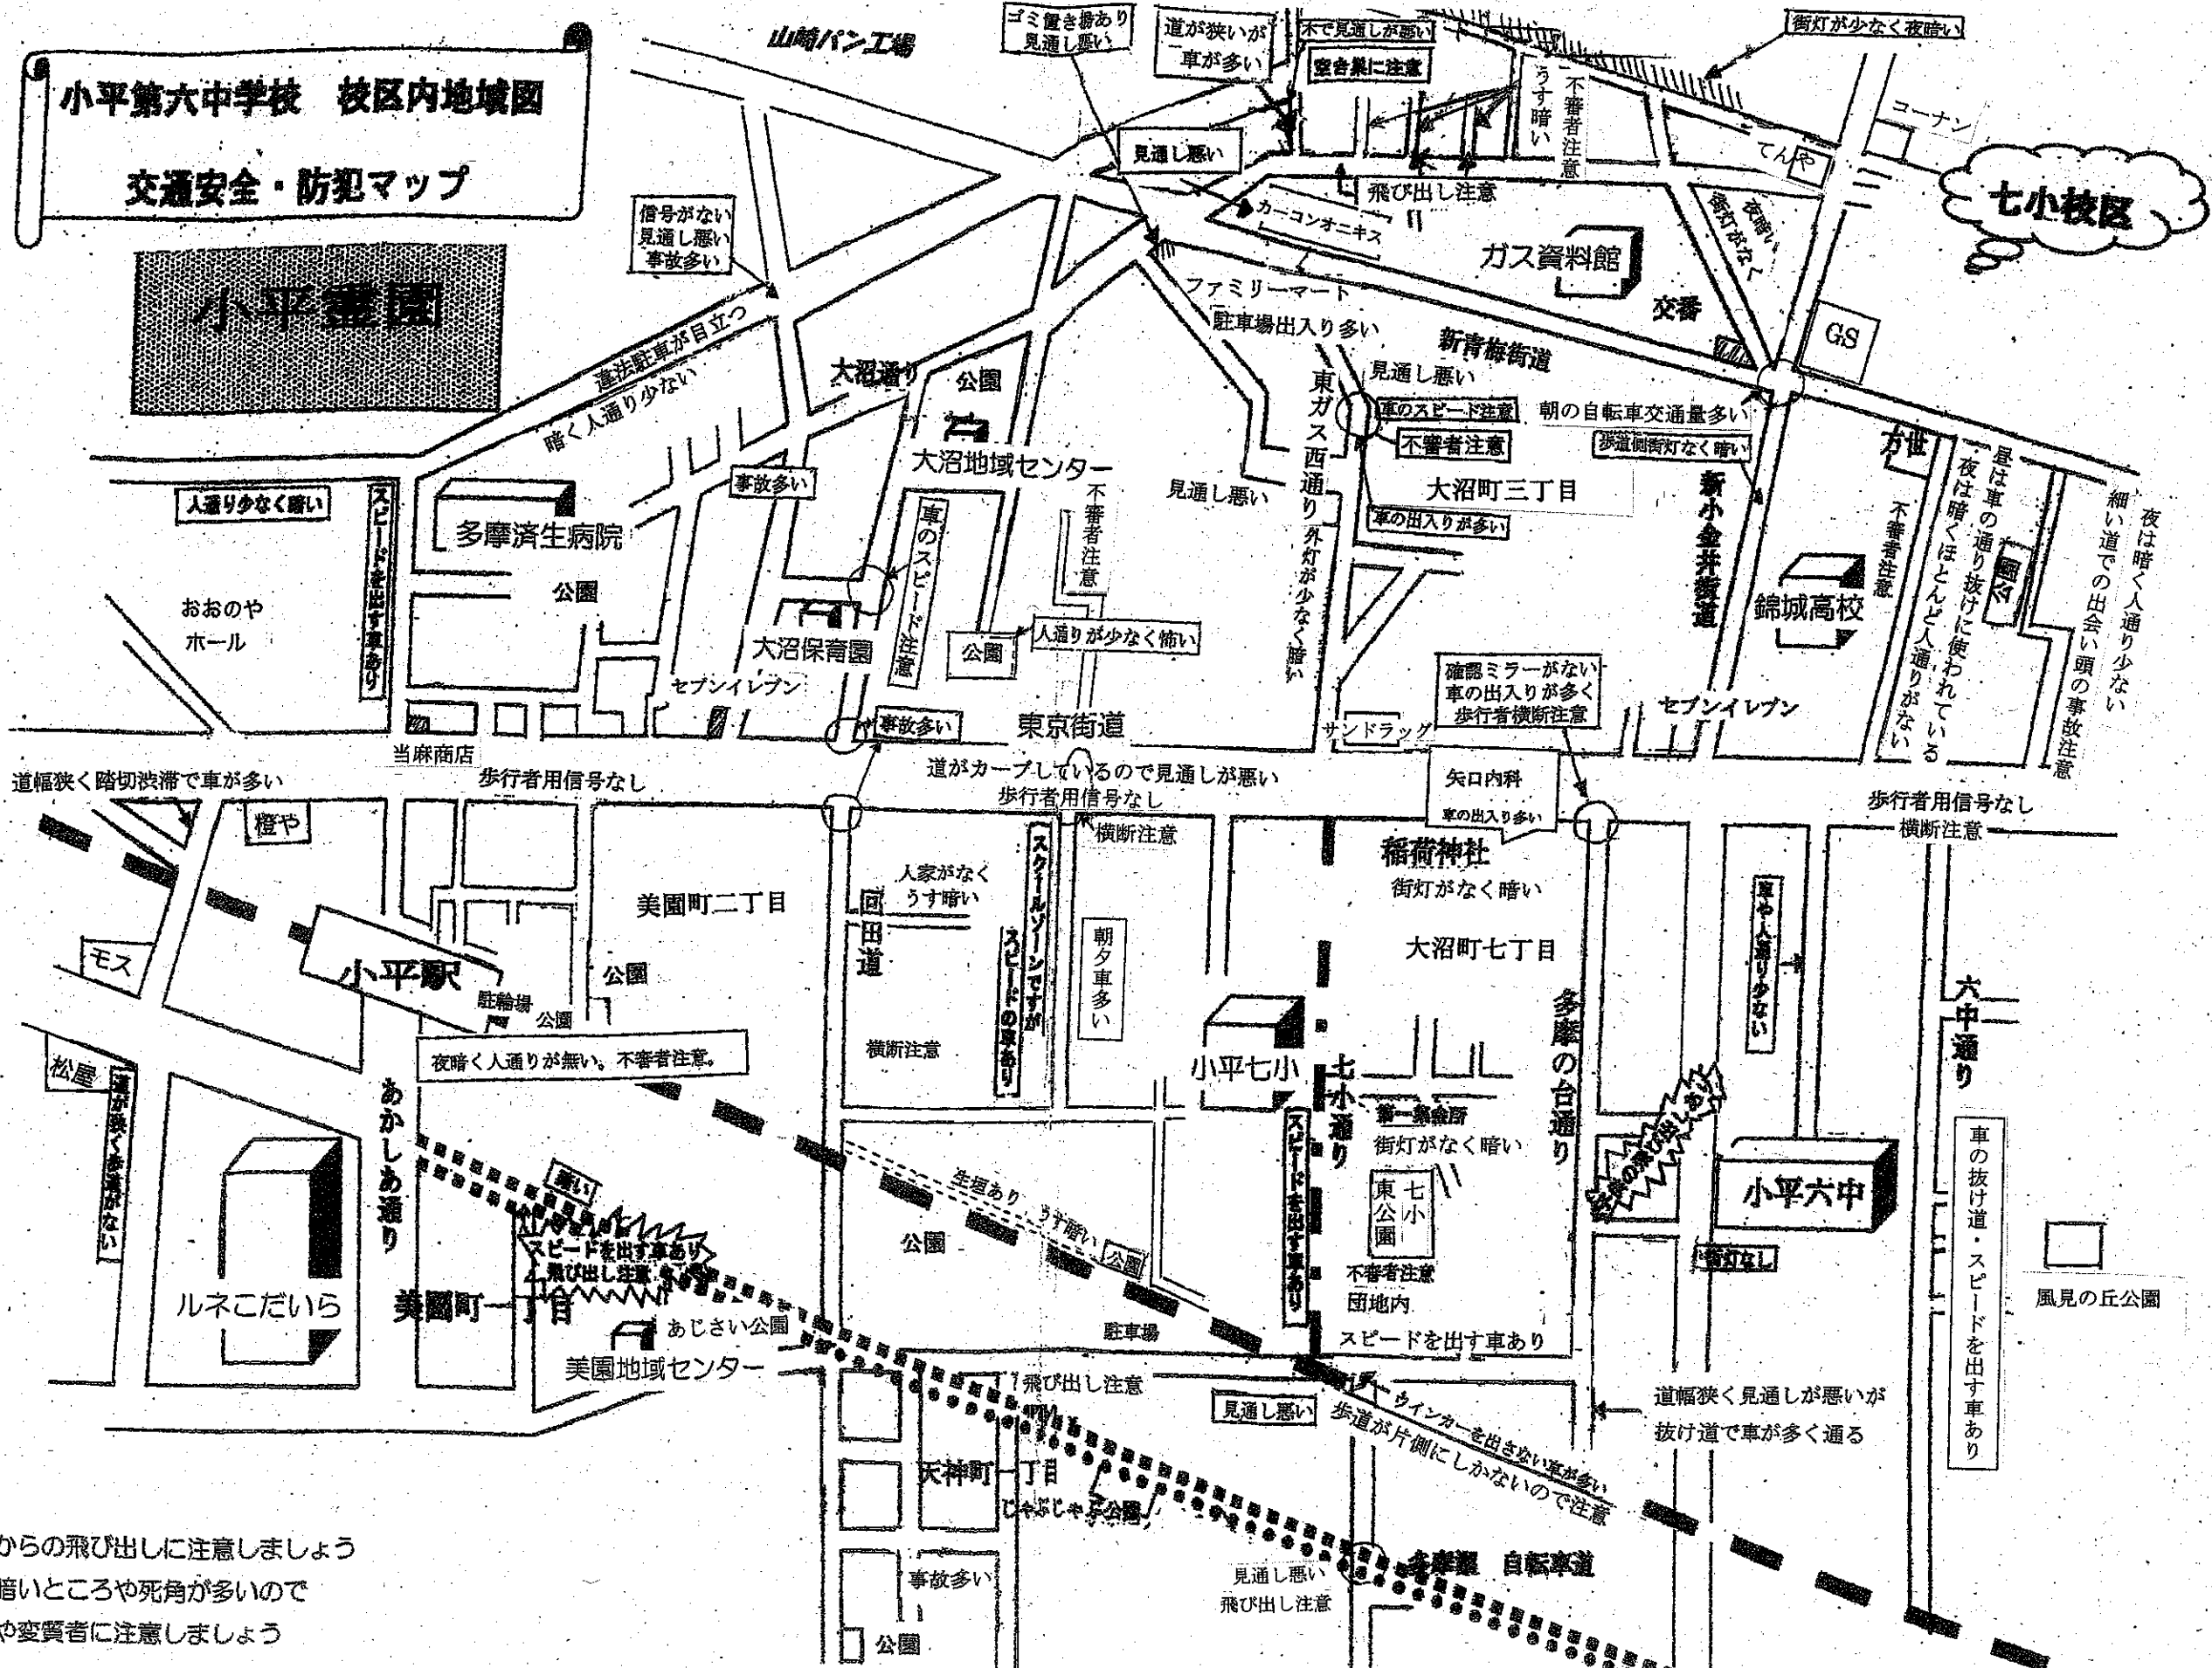 小平第六中学校　校区内地域図
交通安全・防犯マップ
小平霊園
山崎パン工場
ゴミ置き場あり
見通し悪い
道が狭いが
車が多い
木で見通しが悪い
空き巣に注意
うす暗い
不審者注意
街灯が少なく夜暗い
コーナン
てんや
七小校区
見通し悪い
飛び出し注意
カーコンオニキス
ガス資料館
夜暗い
街灯がなく
交番
GS
信号がない
見通し悪い
事故多い
違法駐車が目立つ
暗く人通り少ない
ファミリーマート
駐車場出入り多い
新青梅街道
大沼通り
公園
大沼地域センター
見通し悪い
東ガス西通り
外灯が少なく暗い
見通し悪い
車のスピード注意
不審者注意
朝の自転車交通量多い
歩道側街灯なく暗い
大沼町三丁目
車の出入りが多い
新小金井街道
万世
不審者注意
錦城高校
昼は車の通り抜けに使われている
夜は暗くほとんど人通りがない
公園
夜は暗く人通り少ない
細い道での出会い頭の事故注意
人通り少なく暗い
スピードを出す車あり
多摩済生病院
公園
おおのや
ホール
事故多い
車のスピード注意
不審者注意
大沼保育園
公園
人通りが少なく怖い
セブンイレブン
事故多い
東京街道
サンドラッグ
確認ミラーがない
車の出入りが多く
歩行者横断注意
セブンイレブン
当麻商店
道幅狭く踏切渋滞で車が多い
歩行者用信号なし
道がカーブしているので見通しが悪い
歩行者用信号なし
横断注意
矢口内科
車の出入り多い
歩行者用信号なし
横断注意
橙や
稲荷神社
街灯がなく暗い
人家がなく
うす暗い
スクールゾーンですが
スピードの車あり
朝夕車多い
美園町二丁目
回田道
大沼町七丁目
車や人通り少ない
六中通り
モス
小平駅
駐輪場
公園
公園
夜暗く人通りが無い。不審者注意。
横断注意
小平七小
七小通り
多摩の台通り
第一集会所
街灯がなく暗い
松屋
道が狭く歩道がない
あかしあ通り
スピードを出す車あり
七小
東公園
不審者注意
団地内
スピードを出す車あり
小平六中
街灯なし
車の抜け道・スピードを出す車あり
風見の丘公園
ルネこだいら
美園町一丁目
暗い
スピードを出す車あり
飛び出し注意
あじさい公園
美園地域センター
生垣あり
うす暗い
公園
公園
駐車場
飛び出し注意
見通し悪い
ウインカーを出さない車が多い
歩道が片側にしかないので注意
道幅狭く見通しが悪いが
抜け道で車が多く通る
天神町一丁目
じゃぶじゃぶ公園
事故多い
公園
見通し悪い
飛び出し注意
多摩湖　自転車道
からの飛び出しに注意しましょう
暗いところや死角が多いので
や変質者に注意しましょう